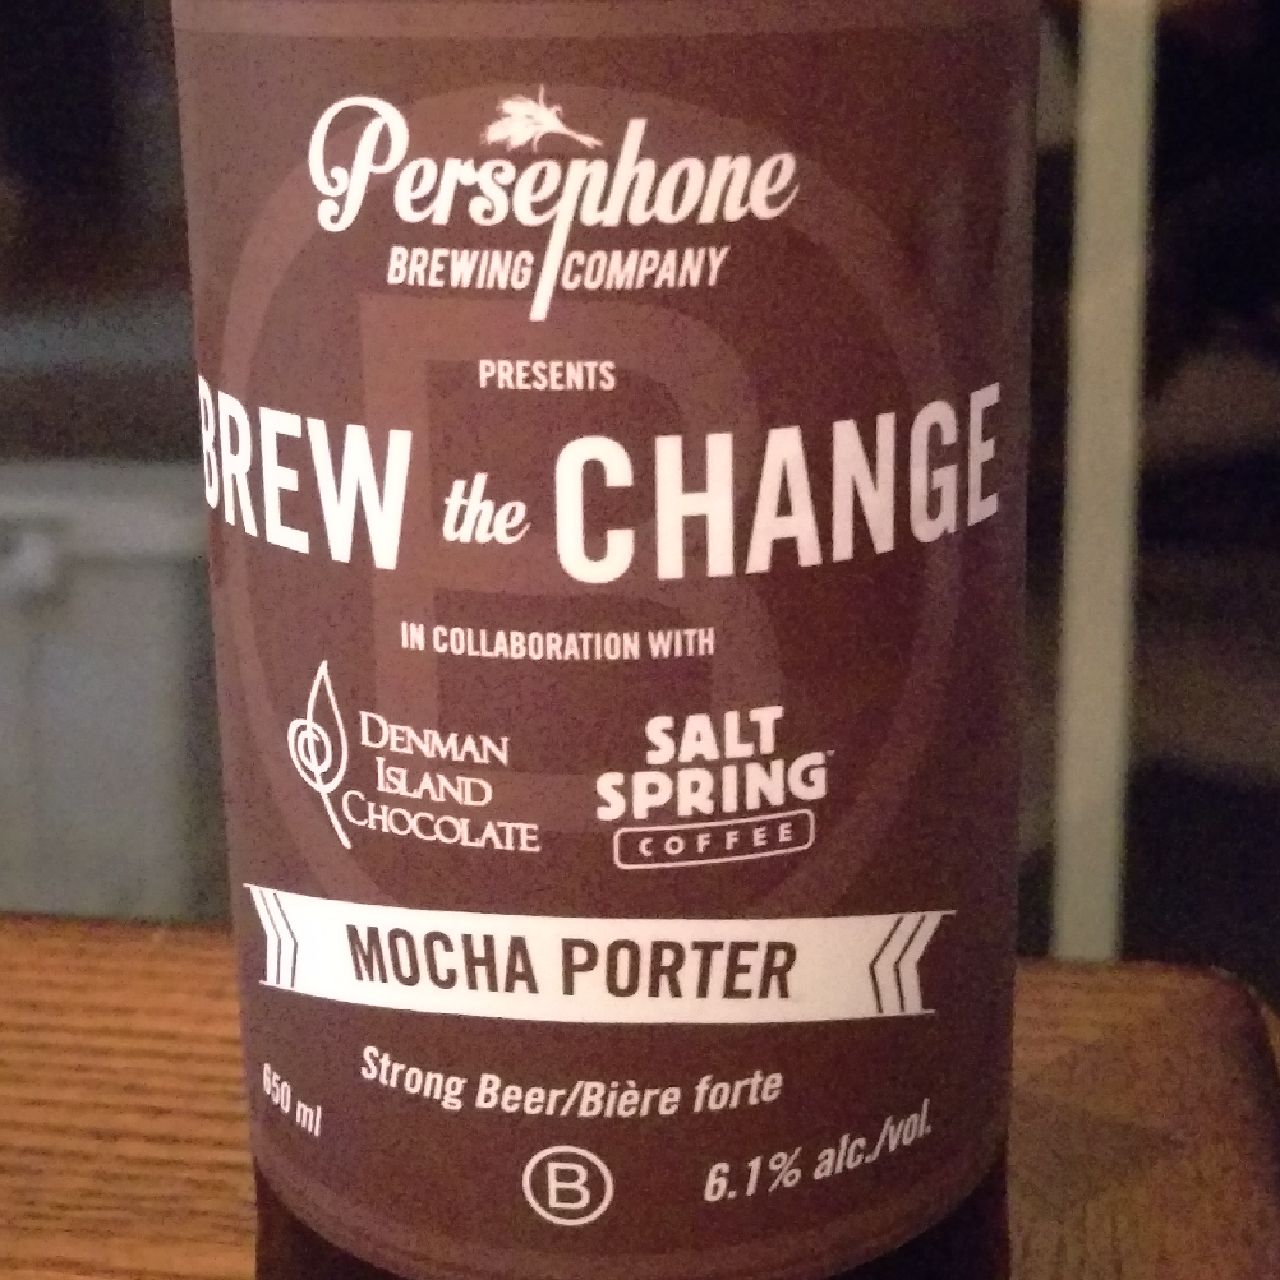 Persephone
BREWING COMPANY
PRESENTS
BREW the CHANGE
IN COLLABORATION WITH
DENMAN
ISLAND
CHOCOLATE
SALT
SPRING
COFFEE
MOCHA PORTER
Strong Beer/Bière forte
650 ml
B
6.1% alc./vol.